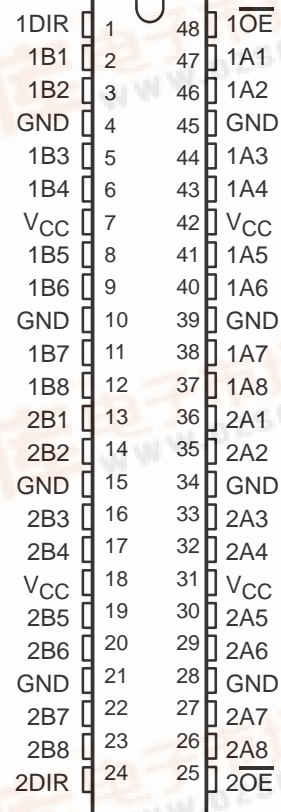 1DIR 1 48 1OE
1B1 2 47 1A1
1B2 3 46 1A2
GND 4 45 GND
1B3 5 44 1A3
1B4 6 43 1A4
VCC 7 42 VCC
1B5 8 41 1A5
1B6 9 40 1A6
GND 10 39 GND
1B7 11 38 1A7
1B8 12 37 1A8
2B1 13 36 2A1
2B2 14 35 2A2
GND 15 34 GND
2B3 16 33 2A3
2B4 17 32 2A4
VCC 18 31 VCC
2B5 19 30 2A5
2B6 20 29 2A6
GND 21 28 GND
2B7 22 27 2A7
2B8 23 26 2A8
2DIR 24 25 2OE